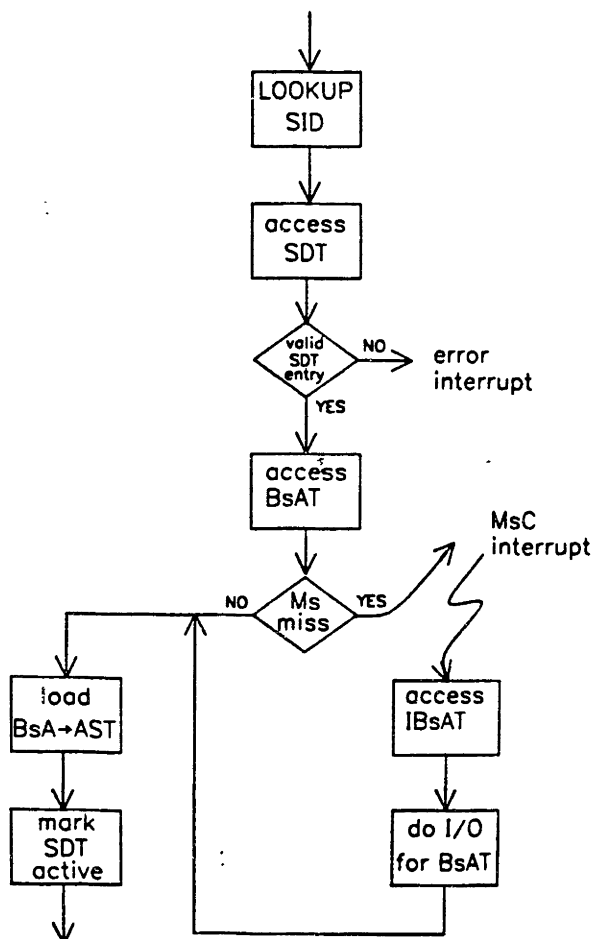 LOOKUP
SID
access
SDT
valid
SDT
entry
NO
error
interrupt
YES
access
BsAT
MsC
interrupt
NO
Ms
miss
YES
load
BsA→AST
access
IBsAT
mark
SDT
active
do I/O
for BsAT